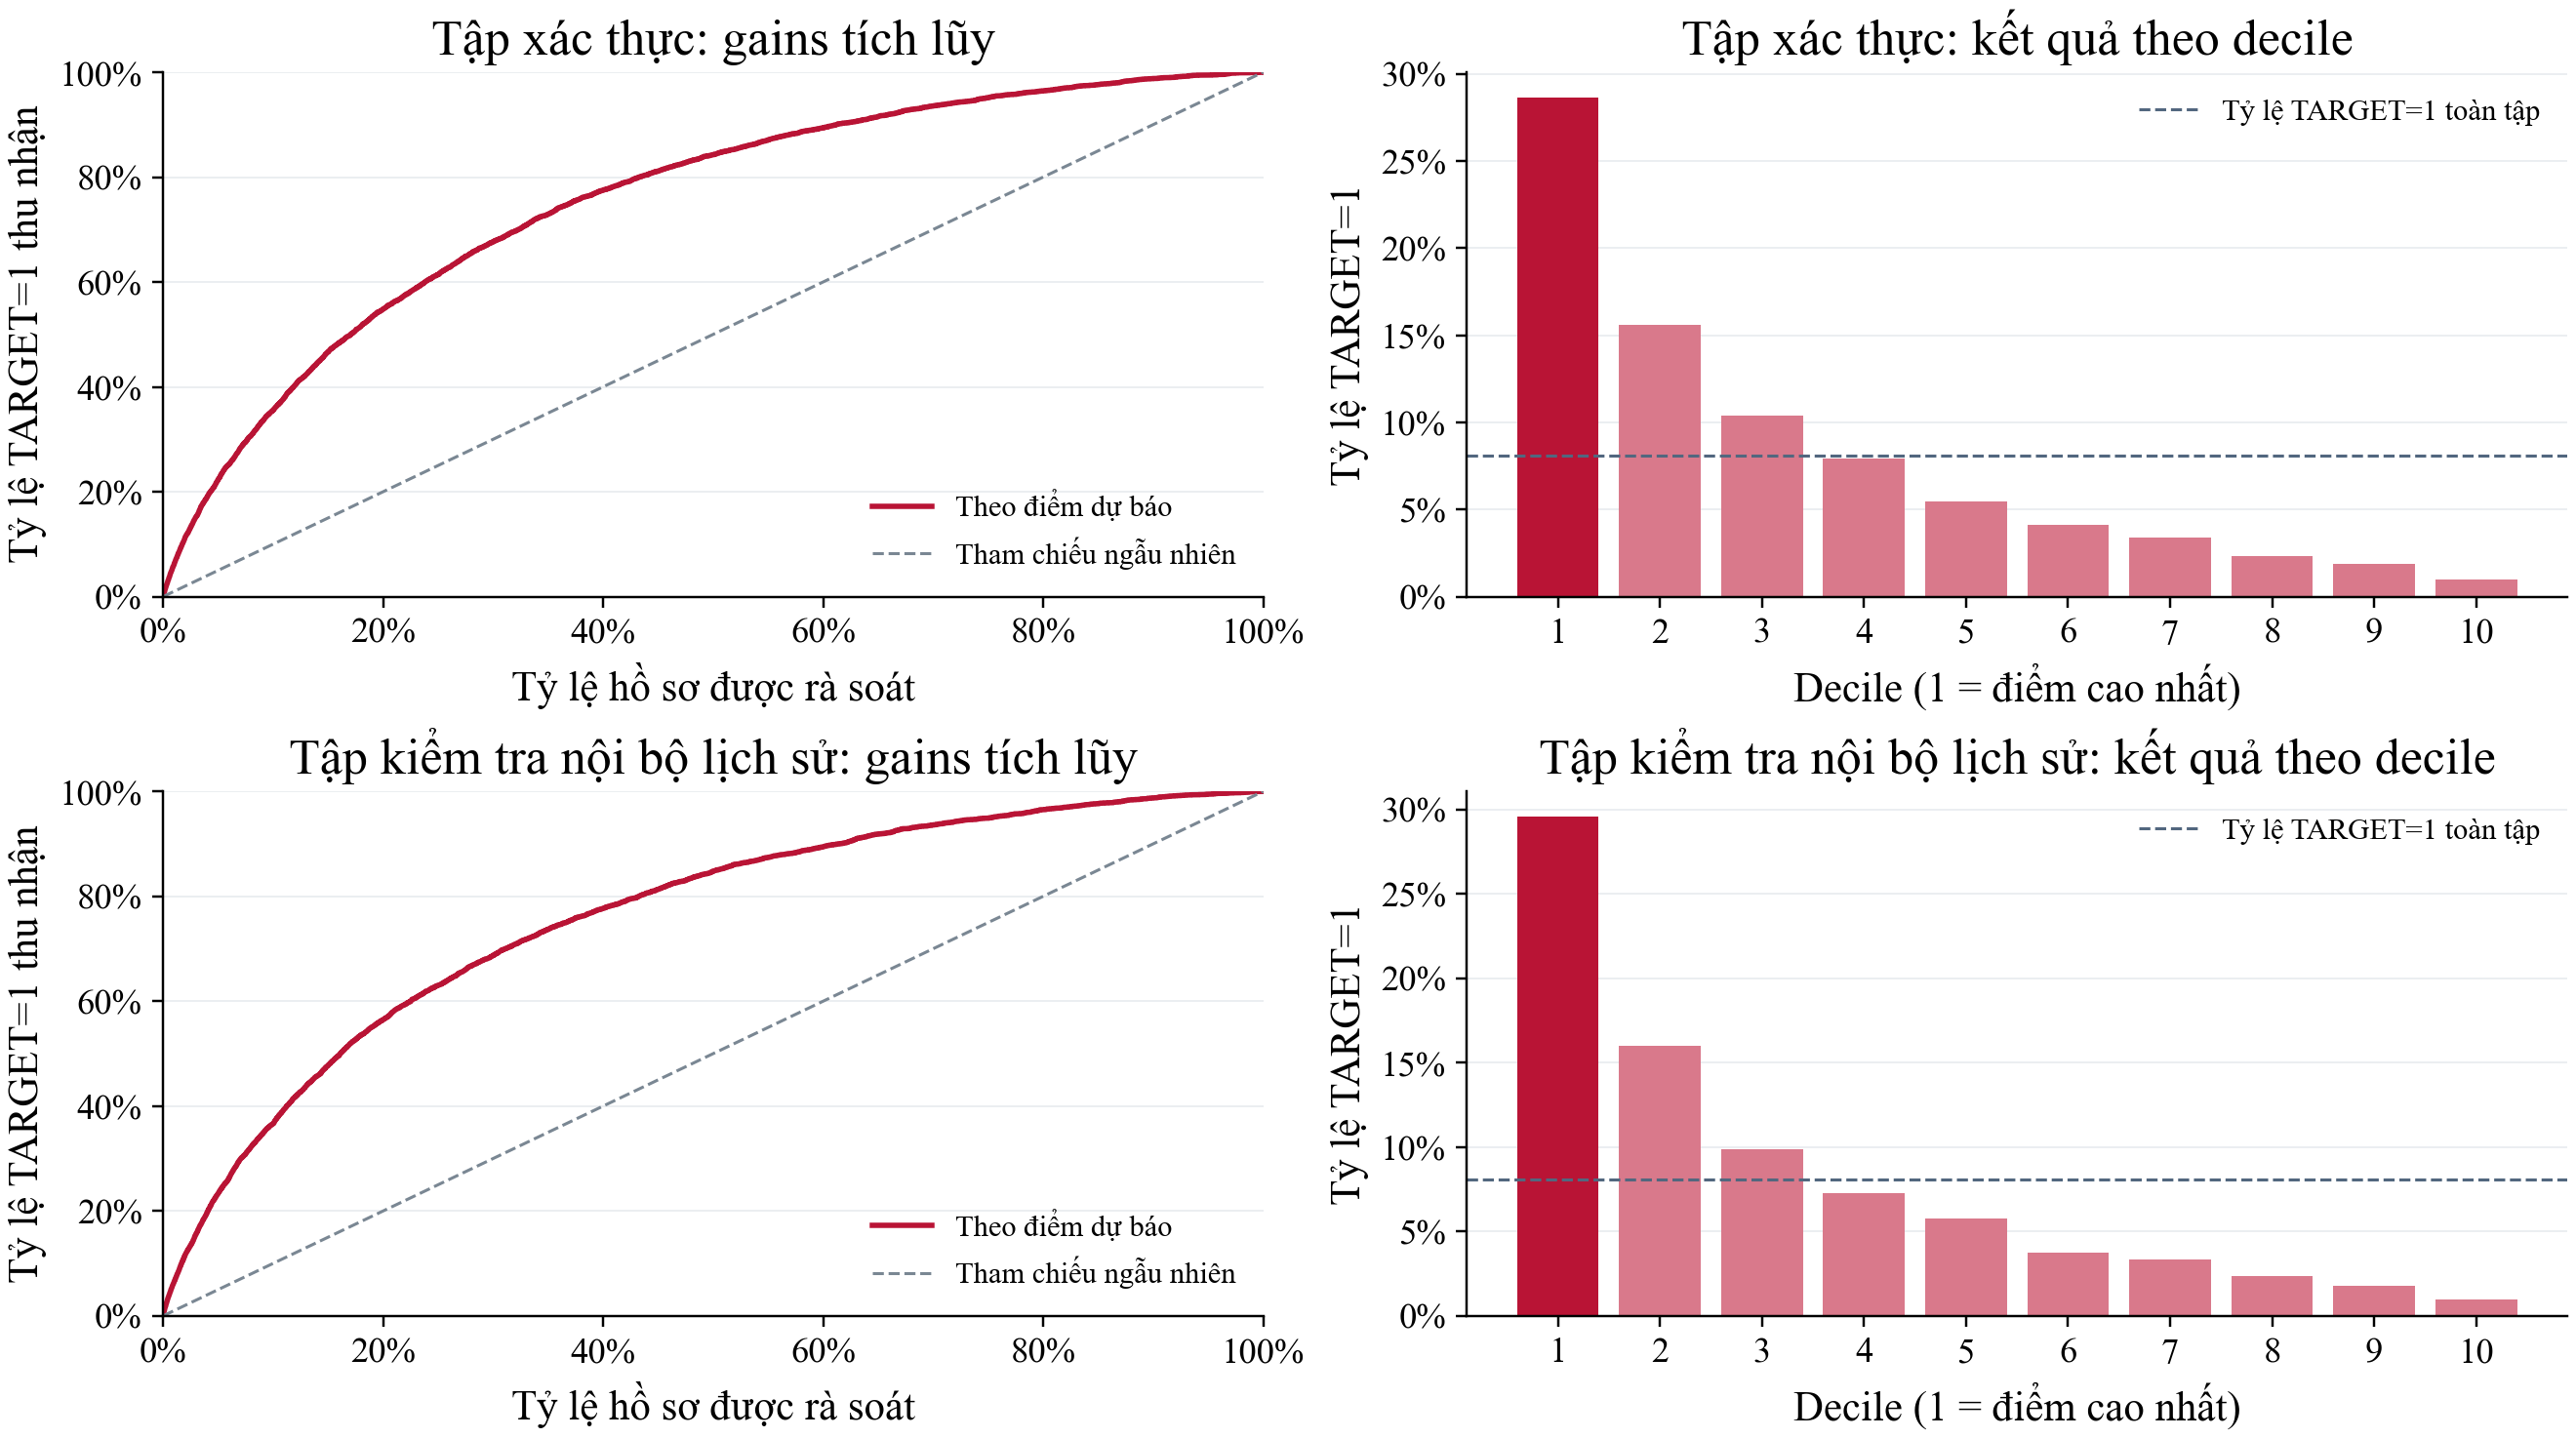 Tập xác thực: gains tích lũy
Tỷ lệ TARGET=1 thu nhận
100%
80%
60%
40%
20%
0%
Theo điểm dự báo
Tham chiếu ngẫu nhiên
0% 20% 40% 60% 80% 100%
Tỷ lệ hồ sơ được rà soát
Tập xác thực: kết quả theo decile
Tỷ lệ TARGET=1
30%
25%
20%
15%
10%
5%
0%
Tỷ lệ TARGET=1 toàn tập
1 2 3 4 5 6 7 8 9 10
Decile (1 = điểm cao nhất)
Tập kiểm tra nội bộ lịch sử: gains tích lũy
Tỷ lệ TARGET=1 thu nhận
100%
80%
60%
40%
20%
0%
Theo điểm dự báo
Tham chiếu ngẫu nhiên
0% 20% 40% 60% 80% 100%
Tỷ lệ hồ sơ được rà soát
Tập kiểm tra nội bộ lịch sử: kết quả theo decile
Tỷ lệ TARGET=1
30%
25%
20%
15%
10%
5%
0%
Tỷ lệ TARGET=1 toàn tập
1 2 3 4 5 6 7 8 9 10
Decile (1 = điểm cao nhất)